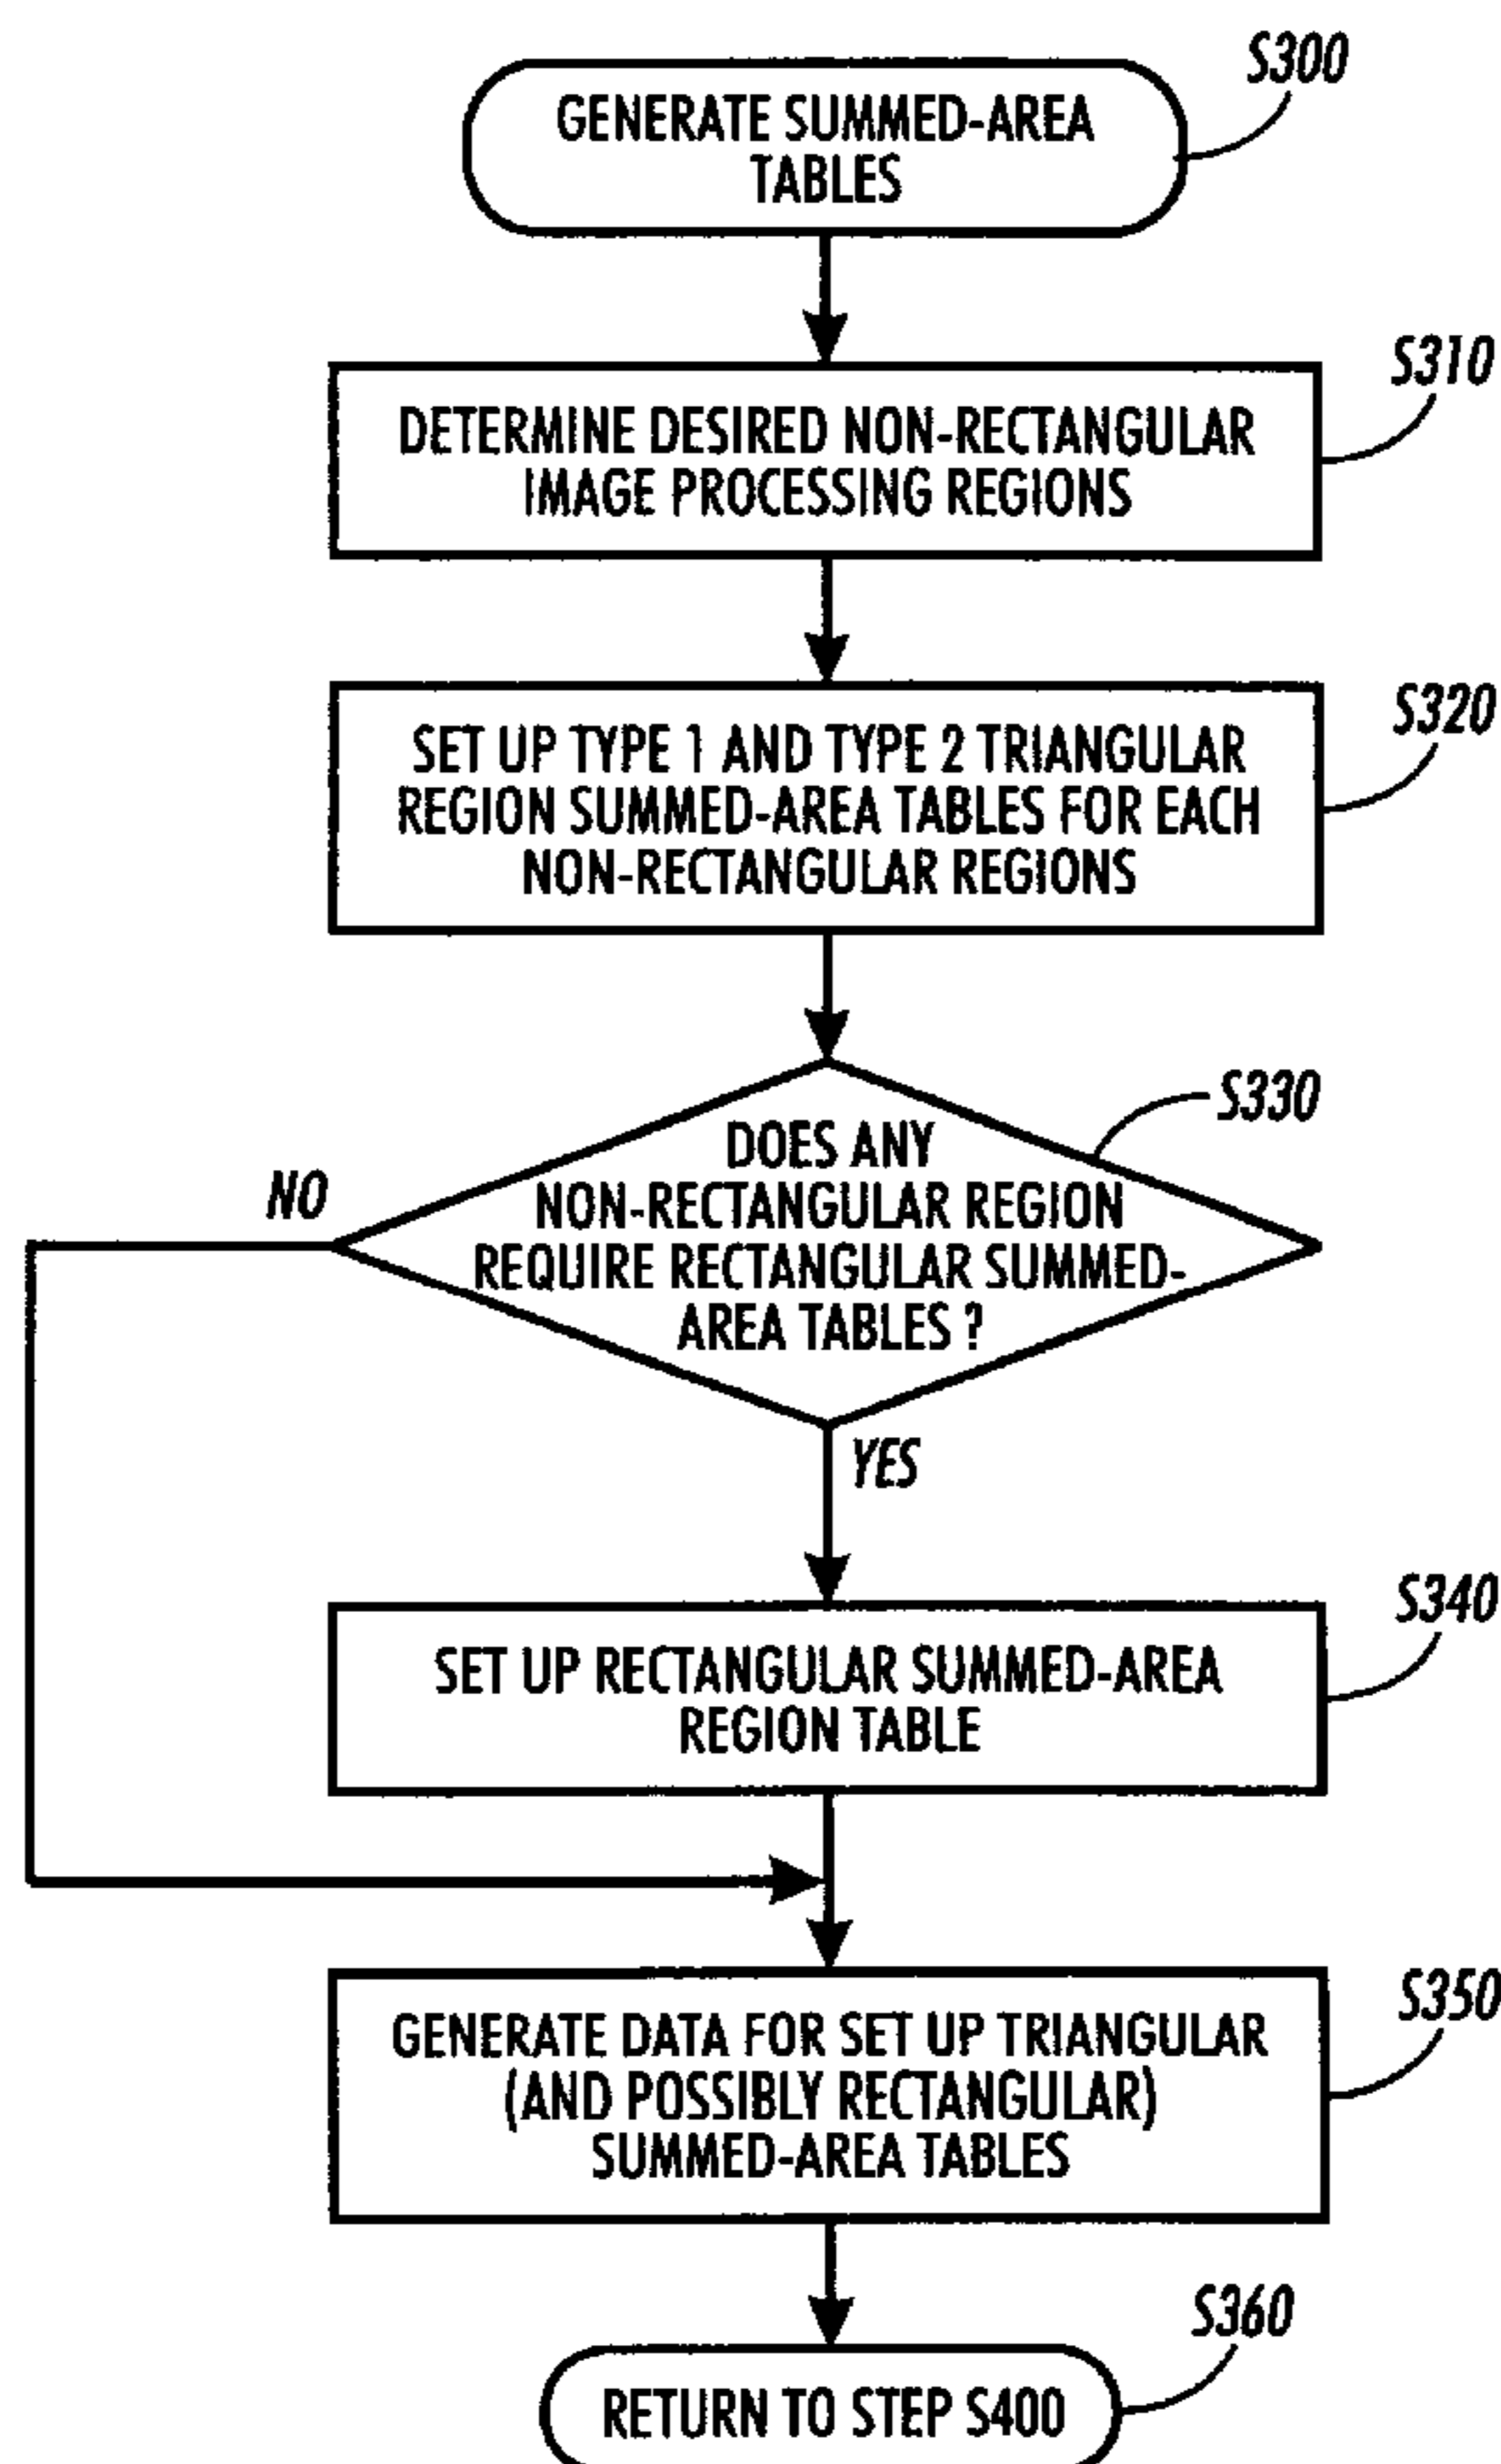 S300
GENERATE SUMMED-AREA
TABLES
S310
DETERMINE DESIRED NON-RECTANGULAR
IMAGE PROCESSING REGIONS
S320
SET UP TYPE 1 AND TYPE 2 TRIANGULAR
REGION SUMMED-AREA TABLES FOR EACH
NON-RECTANGULAR REGIONS
S330
DOES ANY
NON-RECTANGULAR REGION
REQUIRE RECTANGULAR SUMMED-
AREA TABLES ?
NO
YES
S340
SET UP RECTANGULAR SUMMED-AREA
REGION TABLE
S350
GENERATE DATA FOR SET UP TRIANGULAR
(AND POSSIBLY RECTANGULAR)
SUMMED-AREA TABLES
S360
RETURN TO STEP S400